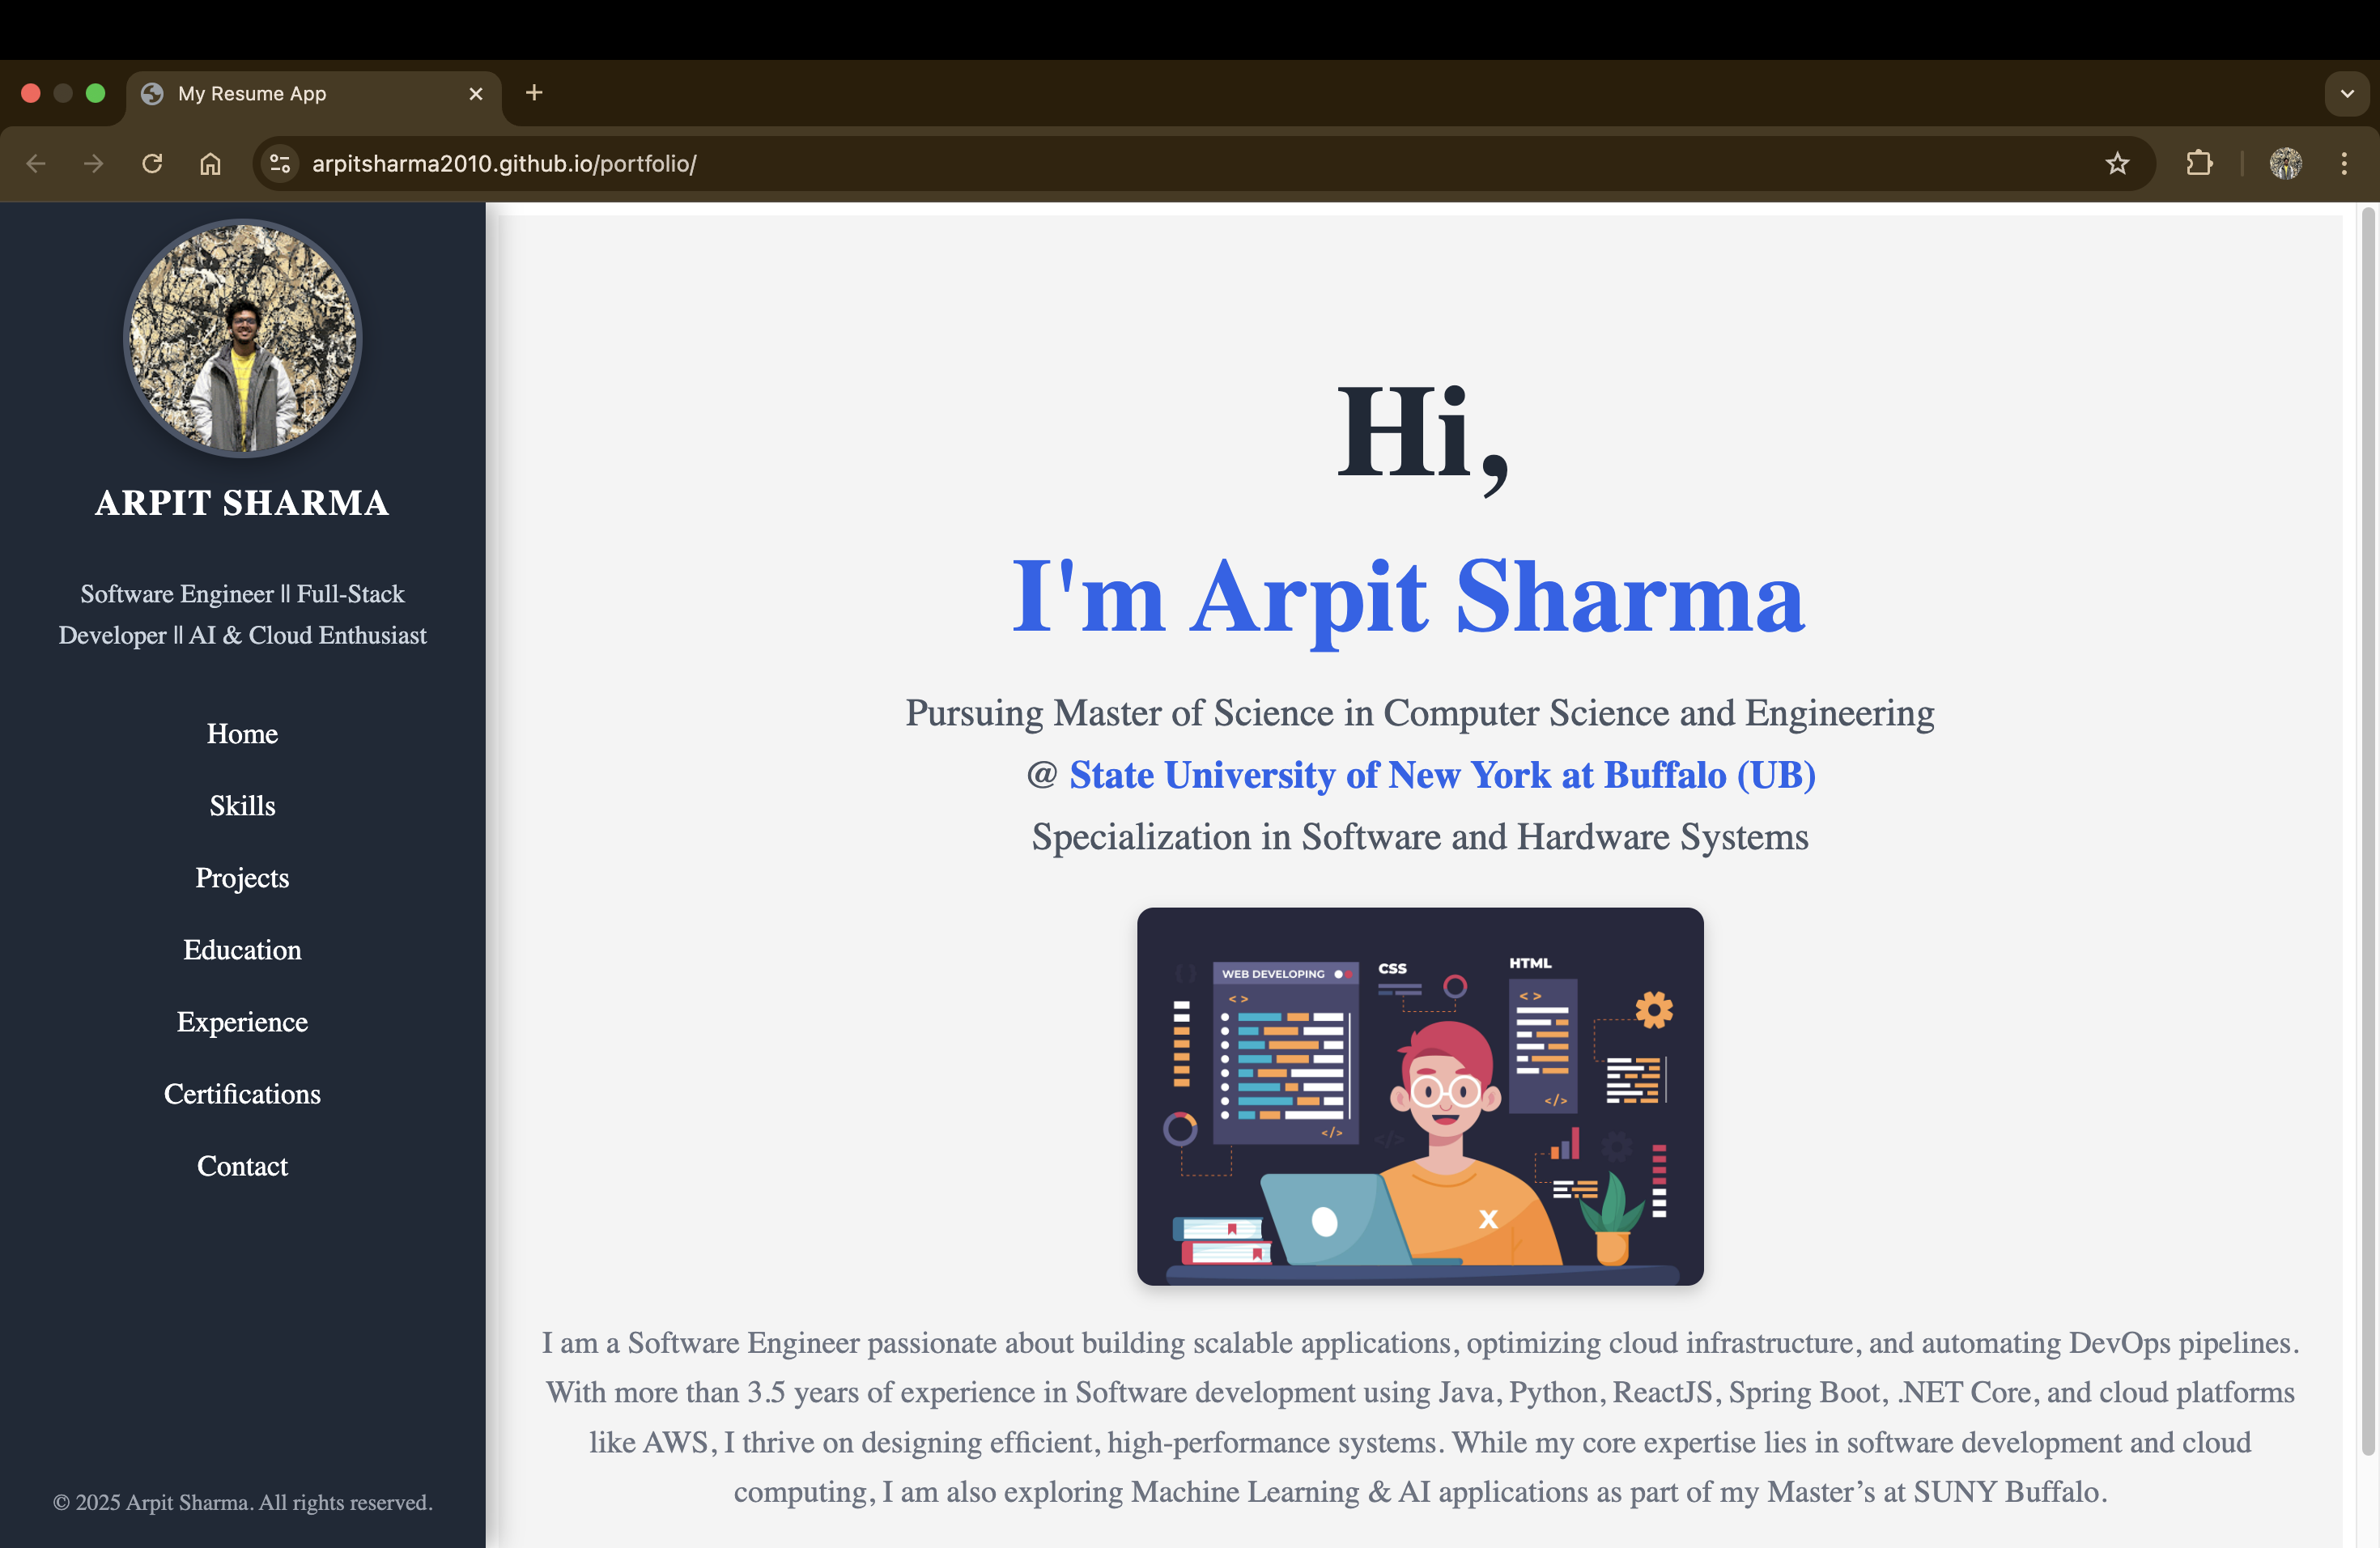 My Resume App
arpitsharma2010.github.io/portfolio/
ARPIT SHARMA
Software Engineer || Full-Stack
Developer || AI & Cloud Enthusiast
Home
Skills
Projects
Education
Experience
Certifications
Contact
© 2025 Arpit Sharma. All rights reserved.
Hi,
I'm Arpit Sharma
Pursuing Master of Science in Computer Science and Engineering
@ State University of New York at Buffalo (UB)
Specialization in Software and Hardware Systems
WEB DEVELOPING
< >
</>
CSS
HTML
< >
</>
</>
X
I am a Software Engineer passionate about building scalable applications, optimizing cloud infrastructure, and automating DevOps pipelines.
With more than 3.5 years of experience in Software development using Java, Python, ReactJS, Spring Boot, .NET Core, and cloud platforms
like AWS, I thrive on designing efficient, high-performance systems. While my core expertise lies in software development and cloud
computing, I am also exploring Machine Learning & AI applications as part of my Master’s at SUNY Buffalo.